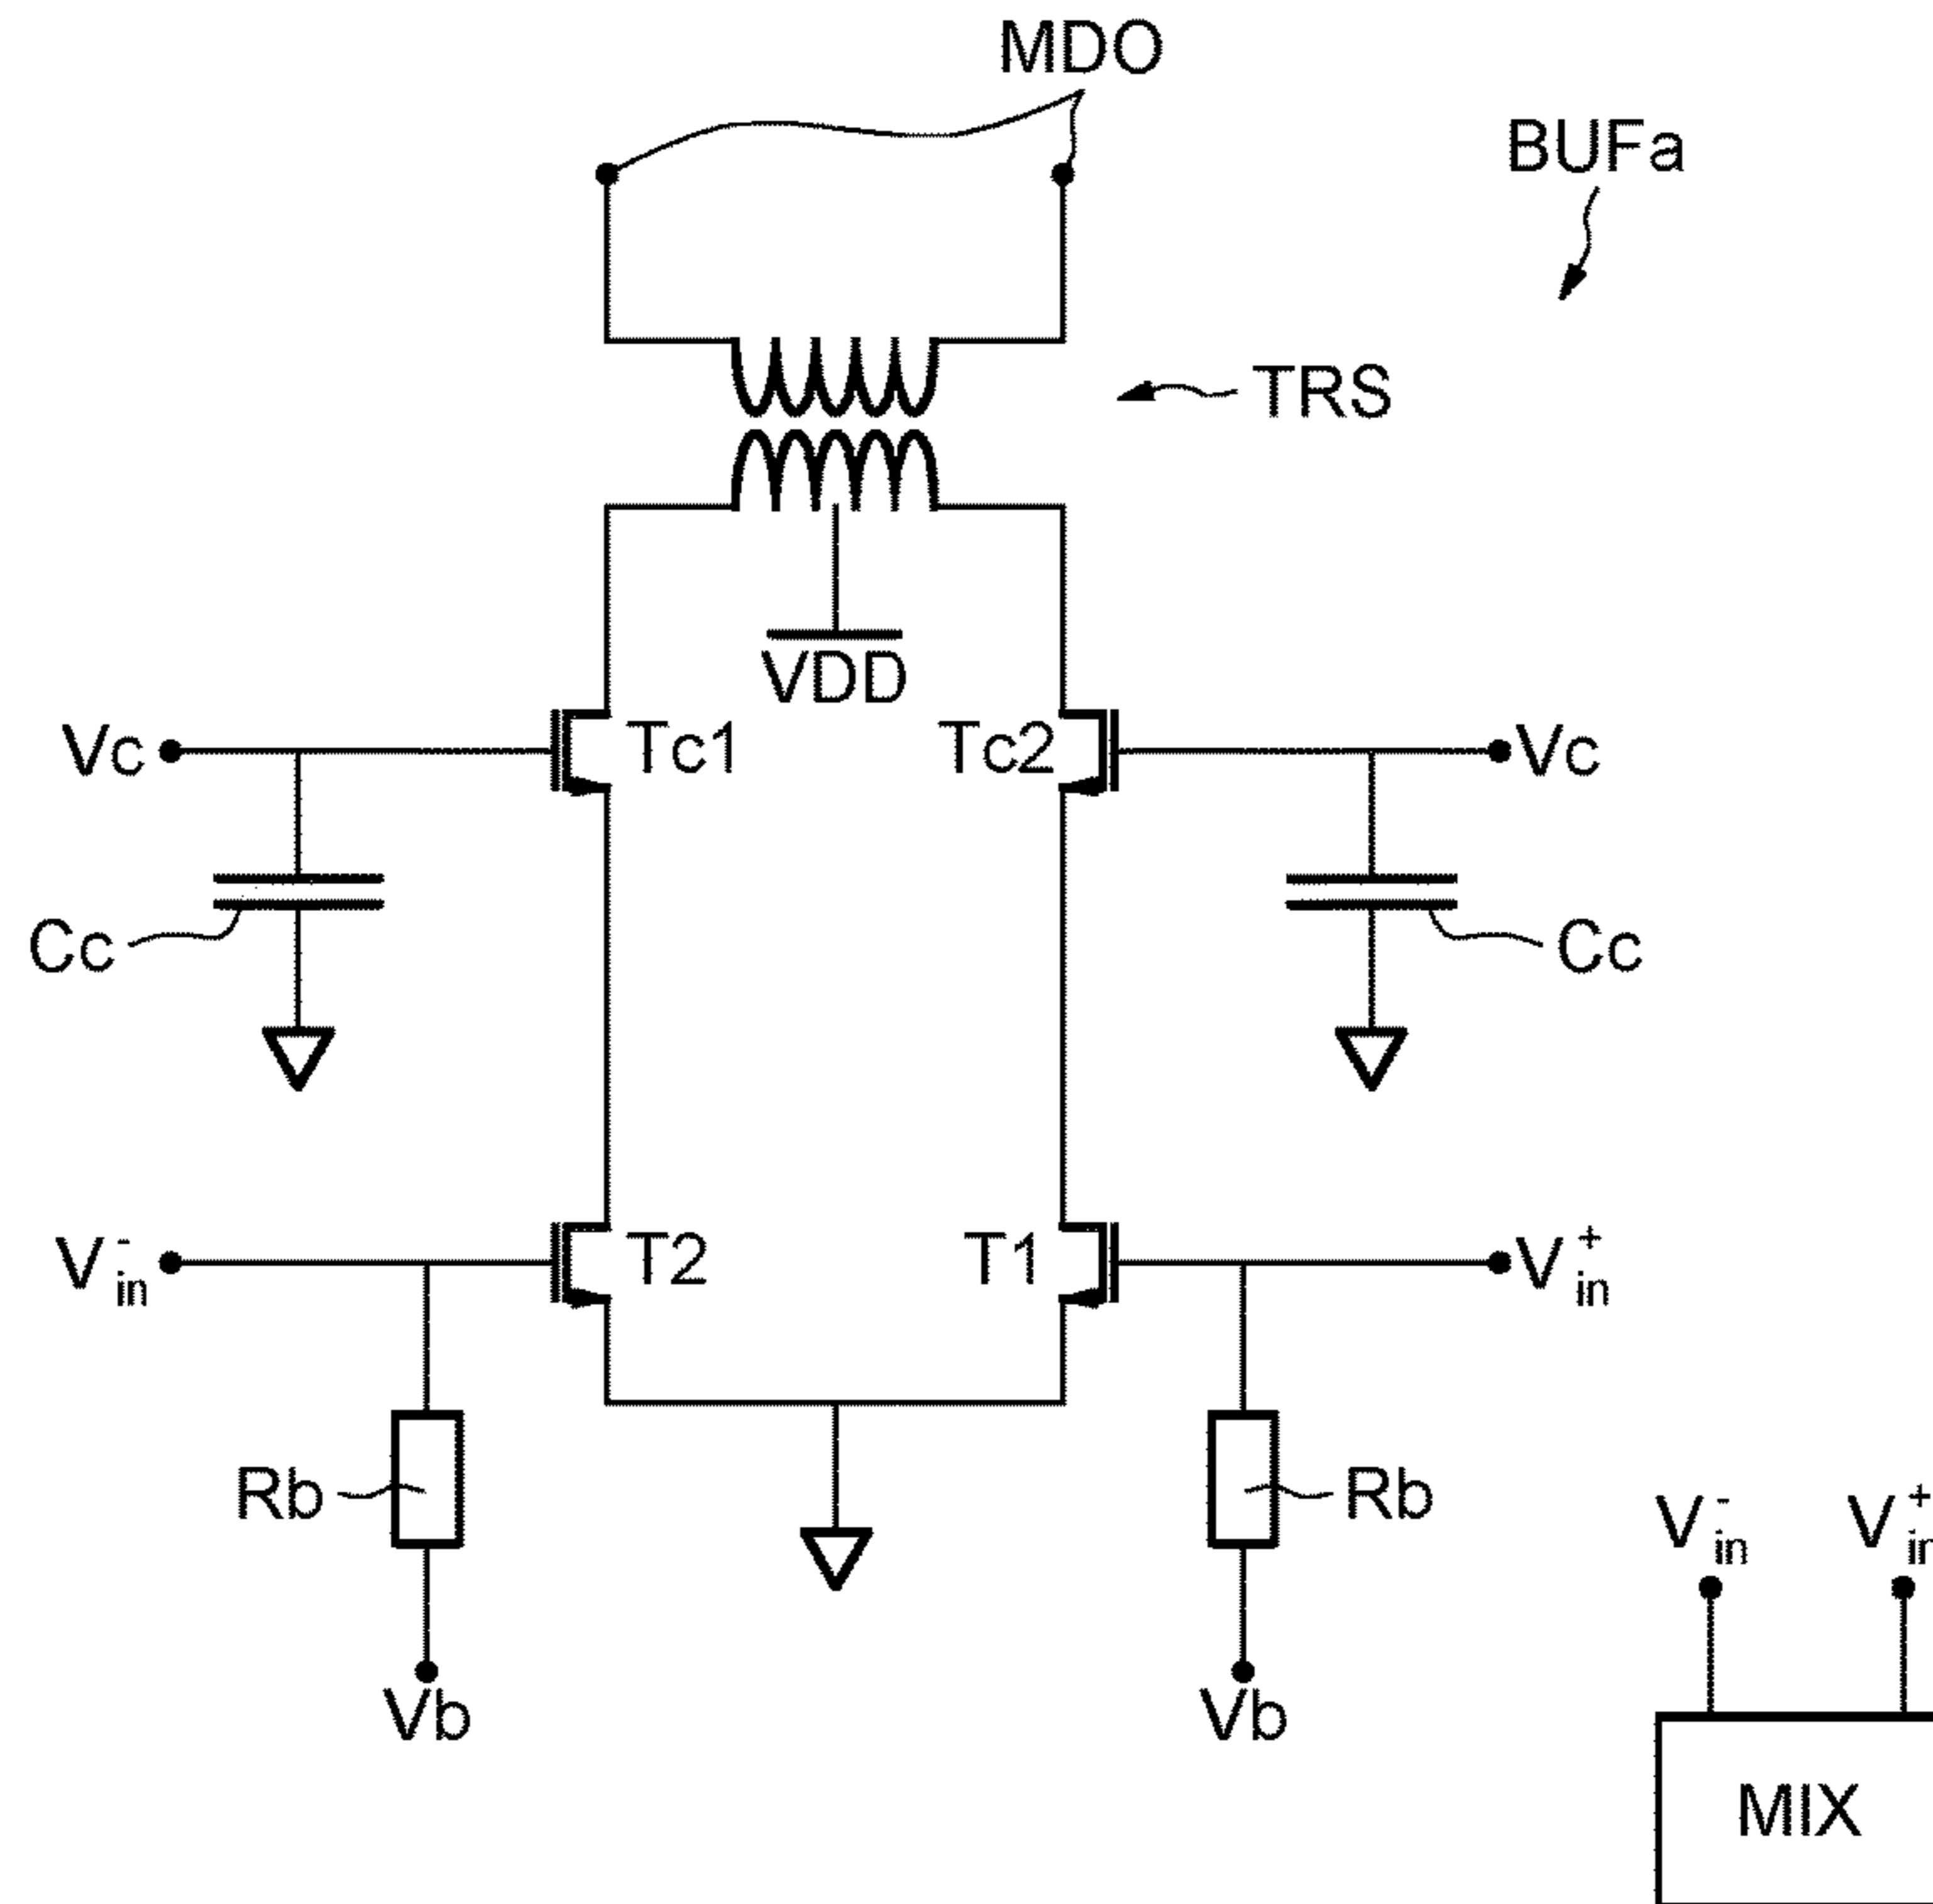 MDO
BUFa
TRS
VDD
Vc Tc1 Tc2 Vc
Cc Cc
V⁻in T2 T1 V⁺in
Rb Rb
V⁻in V⁺in
Vb Vb
MIX